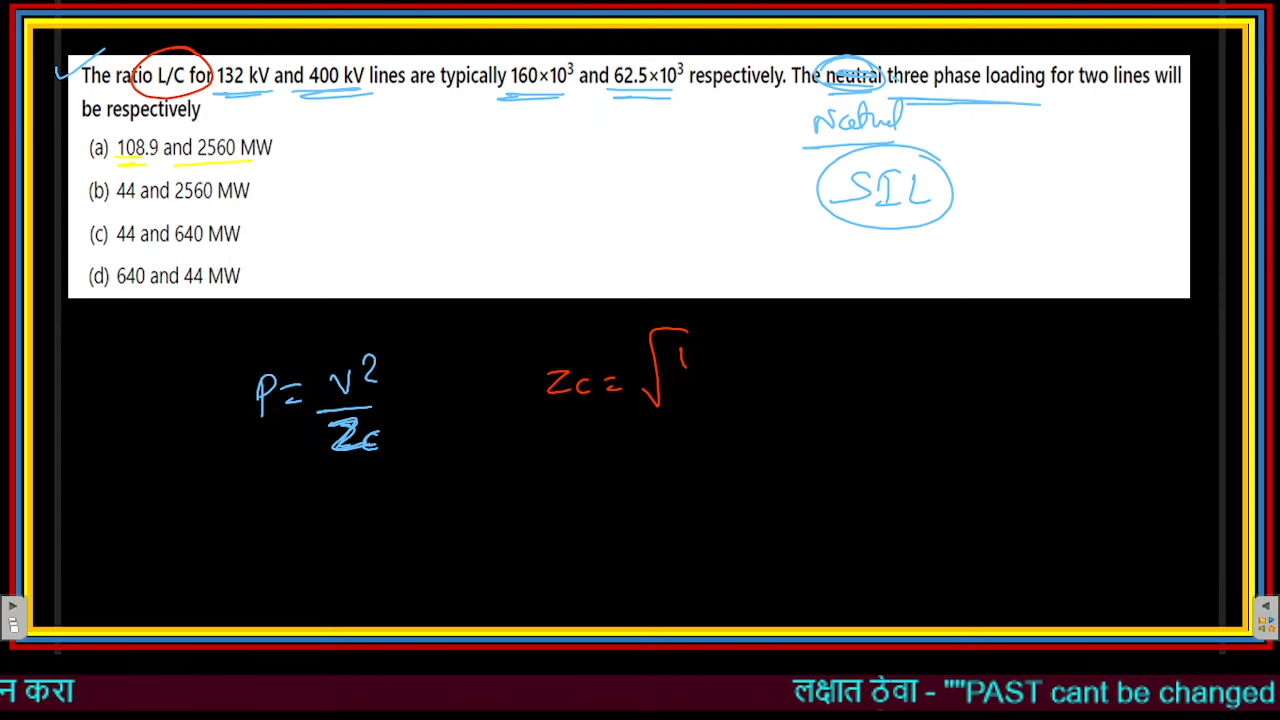 The ratio L/C for 132 kV and 400 kV lines are typically 160×10³ and 62.5×10³ respectively. The neutral three phase loading for two lines will
be respectively
Natural
(a) 108.9 and 2560 MW
SIL
(b) 44 and 2560 MW
(c) 44 and 640 MW
(d) 640 and 44 MW
P = V²/Zc
Zc = √
न करा
लक्षात ठेवा - ""PAST cant be changed